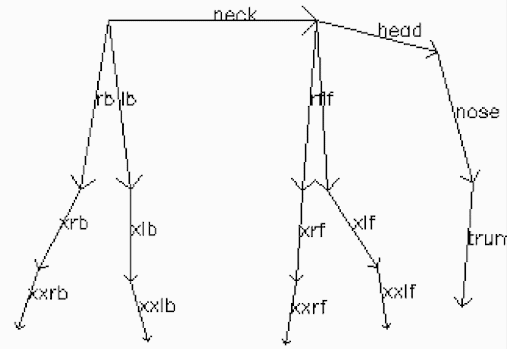 neck
head
rb
lb
rf
lf
nose
xrb
xlb
xrf
xlf
trum
xxrb
xxlb
xxrf
xxlf